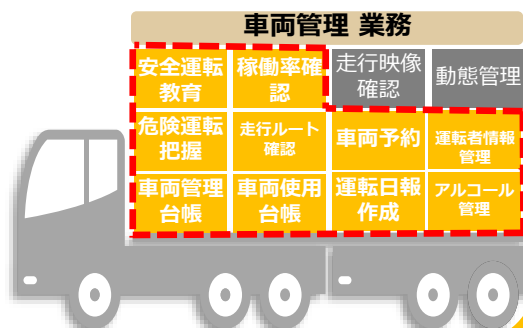 車両管理 業務
安全運転
教育
稼働率確
認
走行映像
確認
動態管理
危険運転
把握
走行ルート
確認
車両予約
運転者情報
管理
車両管理
台帳
車両使用
台帳
運転日報
作成
アルコール
管理